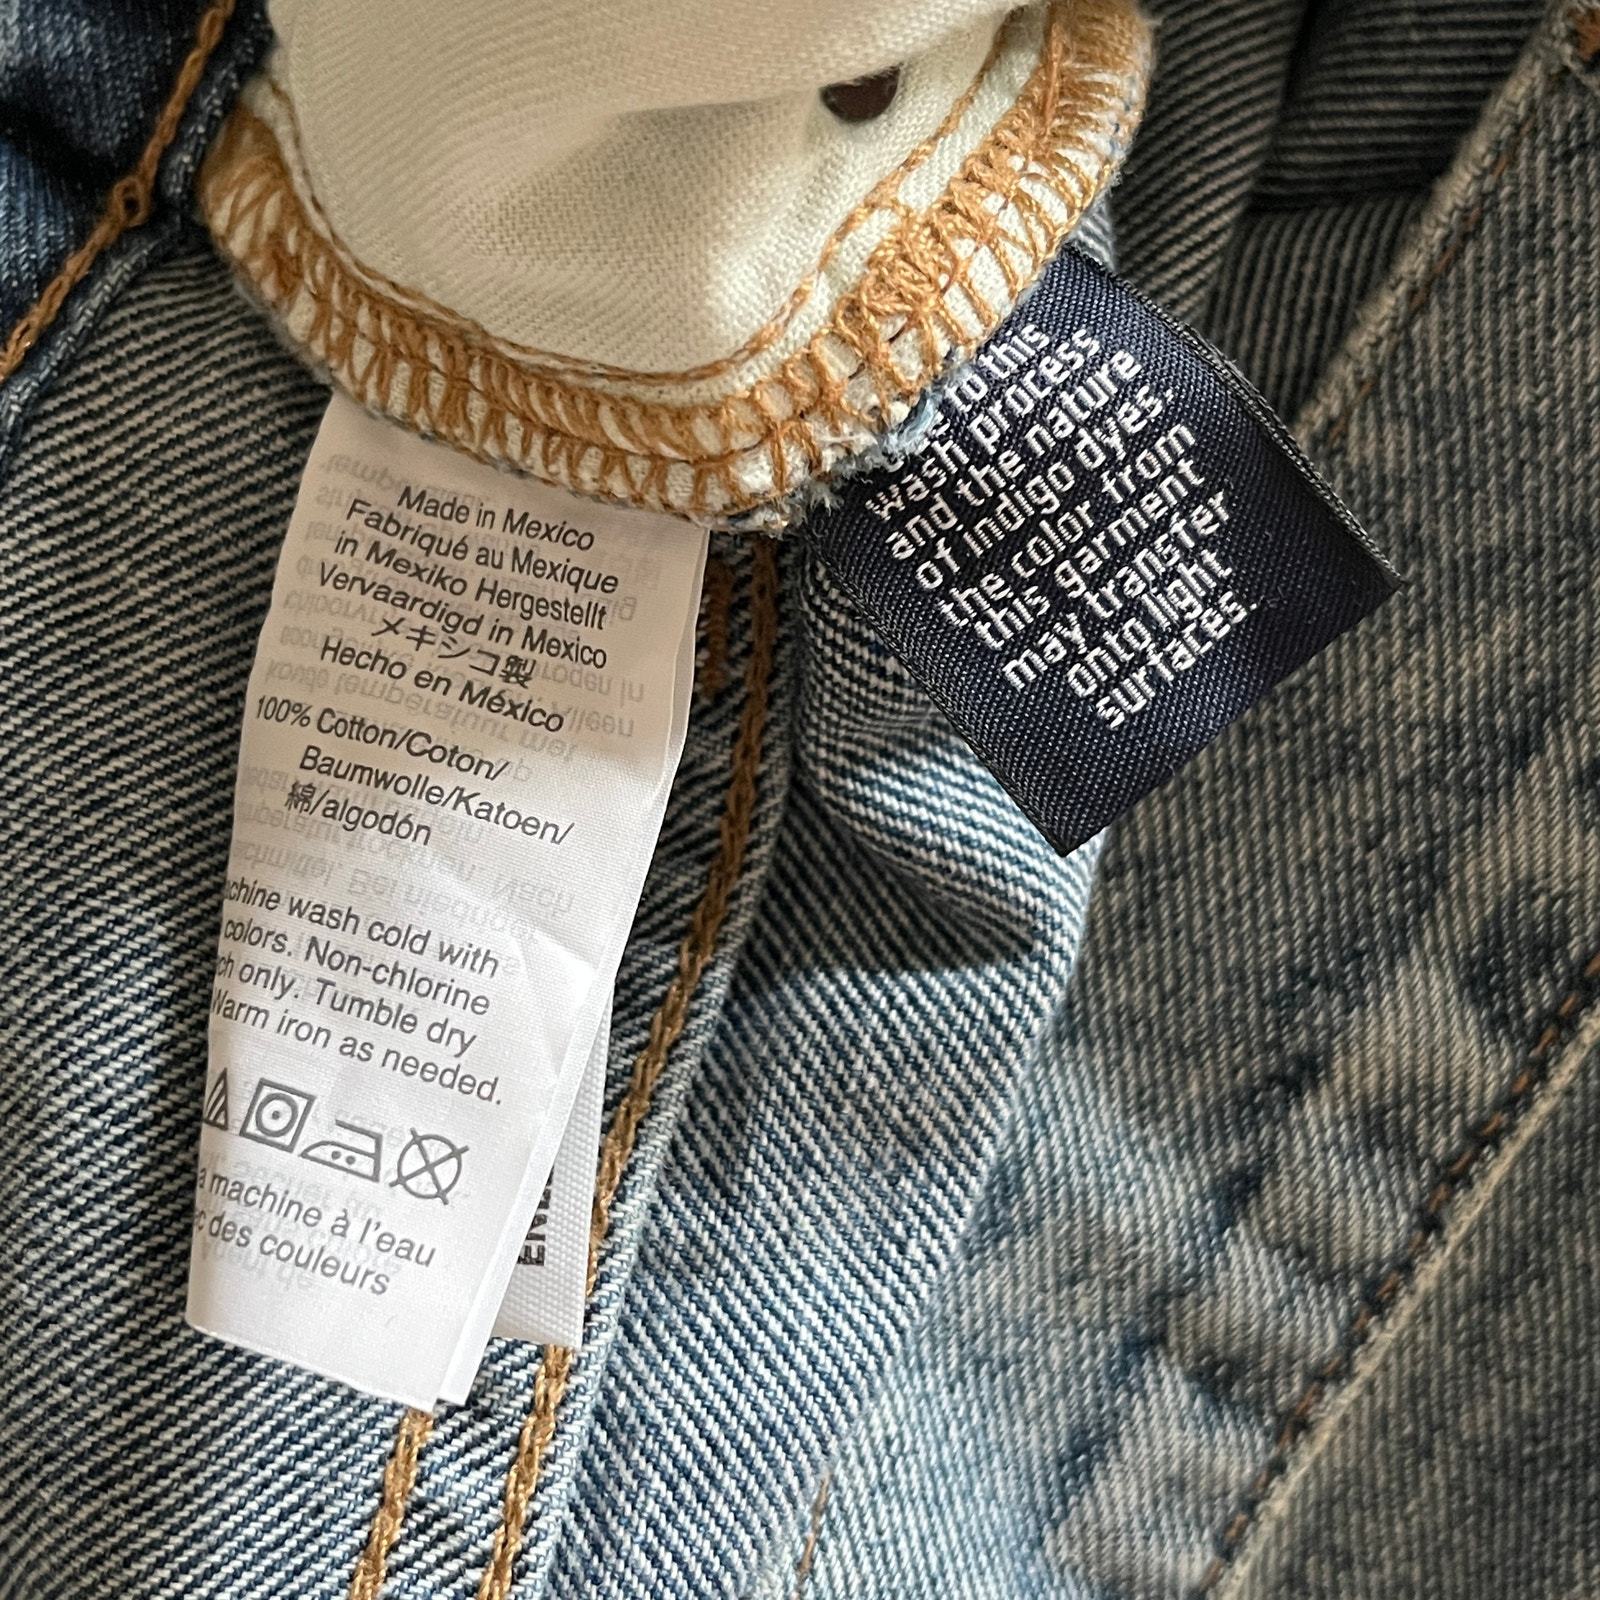 Made in Mexico
Fabriqué au Mexique
in Mexiko Hergestellt
Vervaardigd in Mexico
メキシコ製
Hecho en México
100% Cotton/Coton/
Baumwolle/Katoen/
綿/algodón
wash cold with
colors. Non-chlorine
only. Tumble dry
Warm iron as needed.
machine à l'eau
des couleurs
to this
wash process
and the nature
of indigo dyes,
the color from
this garment
may transfer
onto light
surfaces.